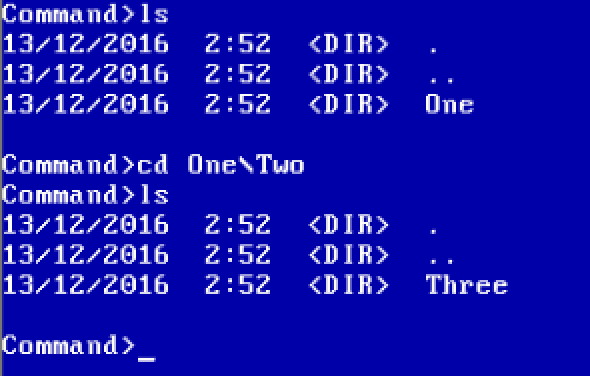 Command>ls
13/12/2016  2:52  <DIR>  .
13/12/2016  2:52  <DIR>  ..
13/12/2016  2:52  <DIR>  One
Command>cd One\Two
Command>ls
13/12/2016  2:52  <DIR>  .
13/12/2016  2:52  <DIR>  ..
13/12/2016  2:52  <DIR>  Three
Command>_